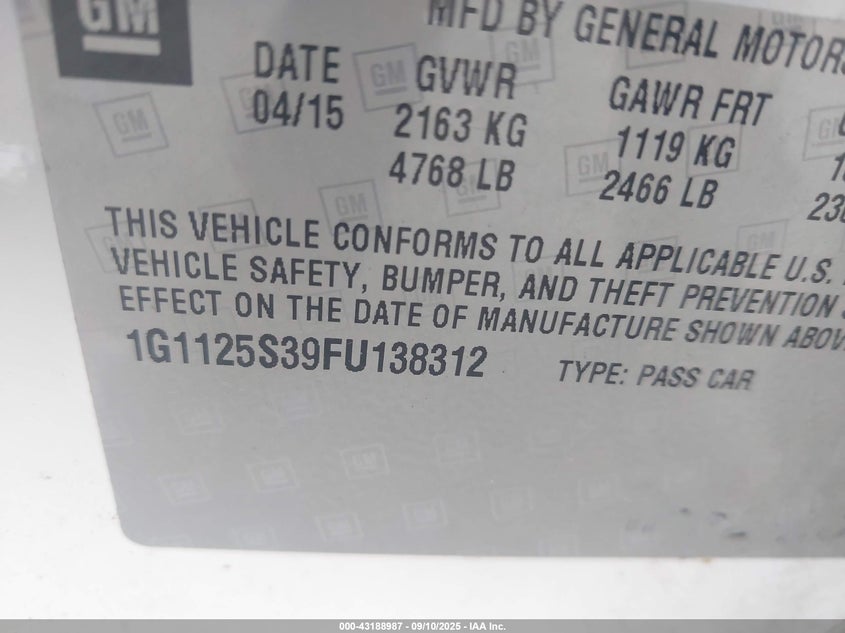 GM
MFD BY GENERAL MOTORS
DATE GVWR GAWR FRT
04/15 2163 KG 1119 KG
4768 LB 2466 LB
THIS VEHICLE CONFORMS TO ALL APPLICABLE U.S.
VEHICLE SAFETY, BUMPER, AND THEFT PREVENTION
EFFECT ON THE DATE OF MANUFACTURE SHOWN ABOV
1G1125S39FU138312 TYPE: PASS CAR
000-43188987 - 09/10/2025 - IAA Inc.